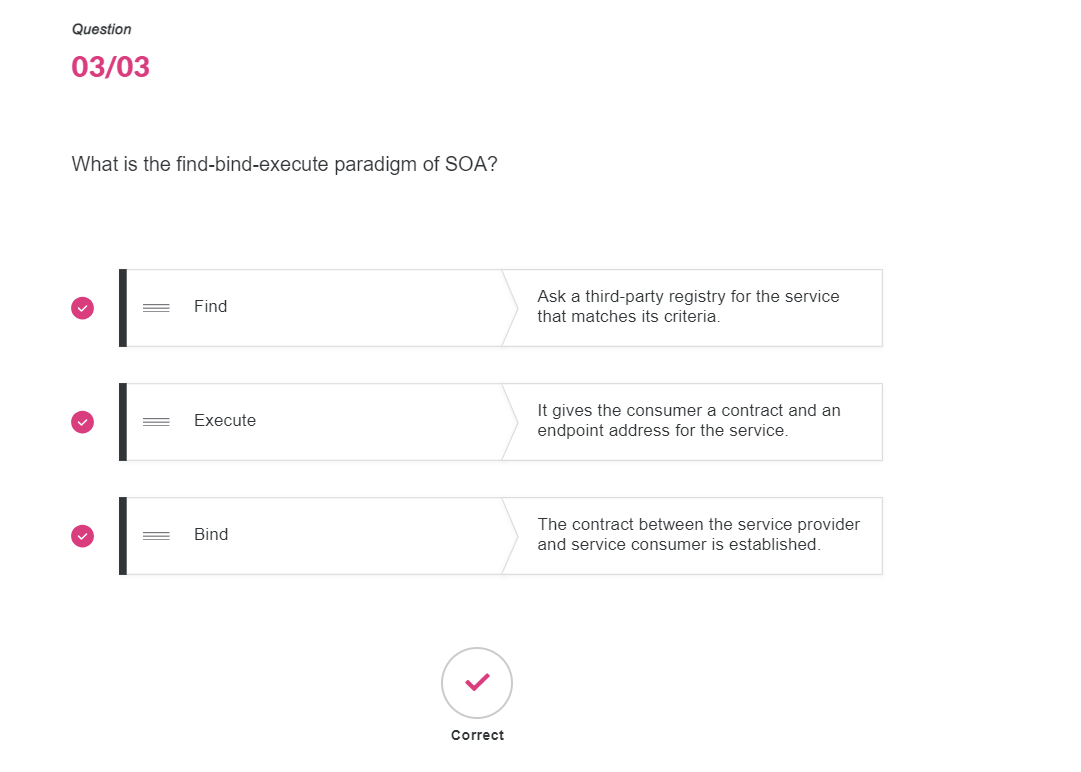 Question
03/03
What is the find-bind-execute paradigm of SOA?
Find
Ask a third-party registry for the service
that matches its criteria.
Execute
It gives the consumer a contract and an
endpoint address for the service.
Bind
The contract between the service provider
and service consumer is established.
Correct